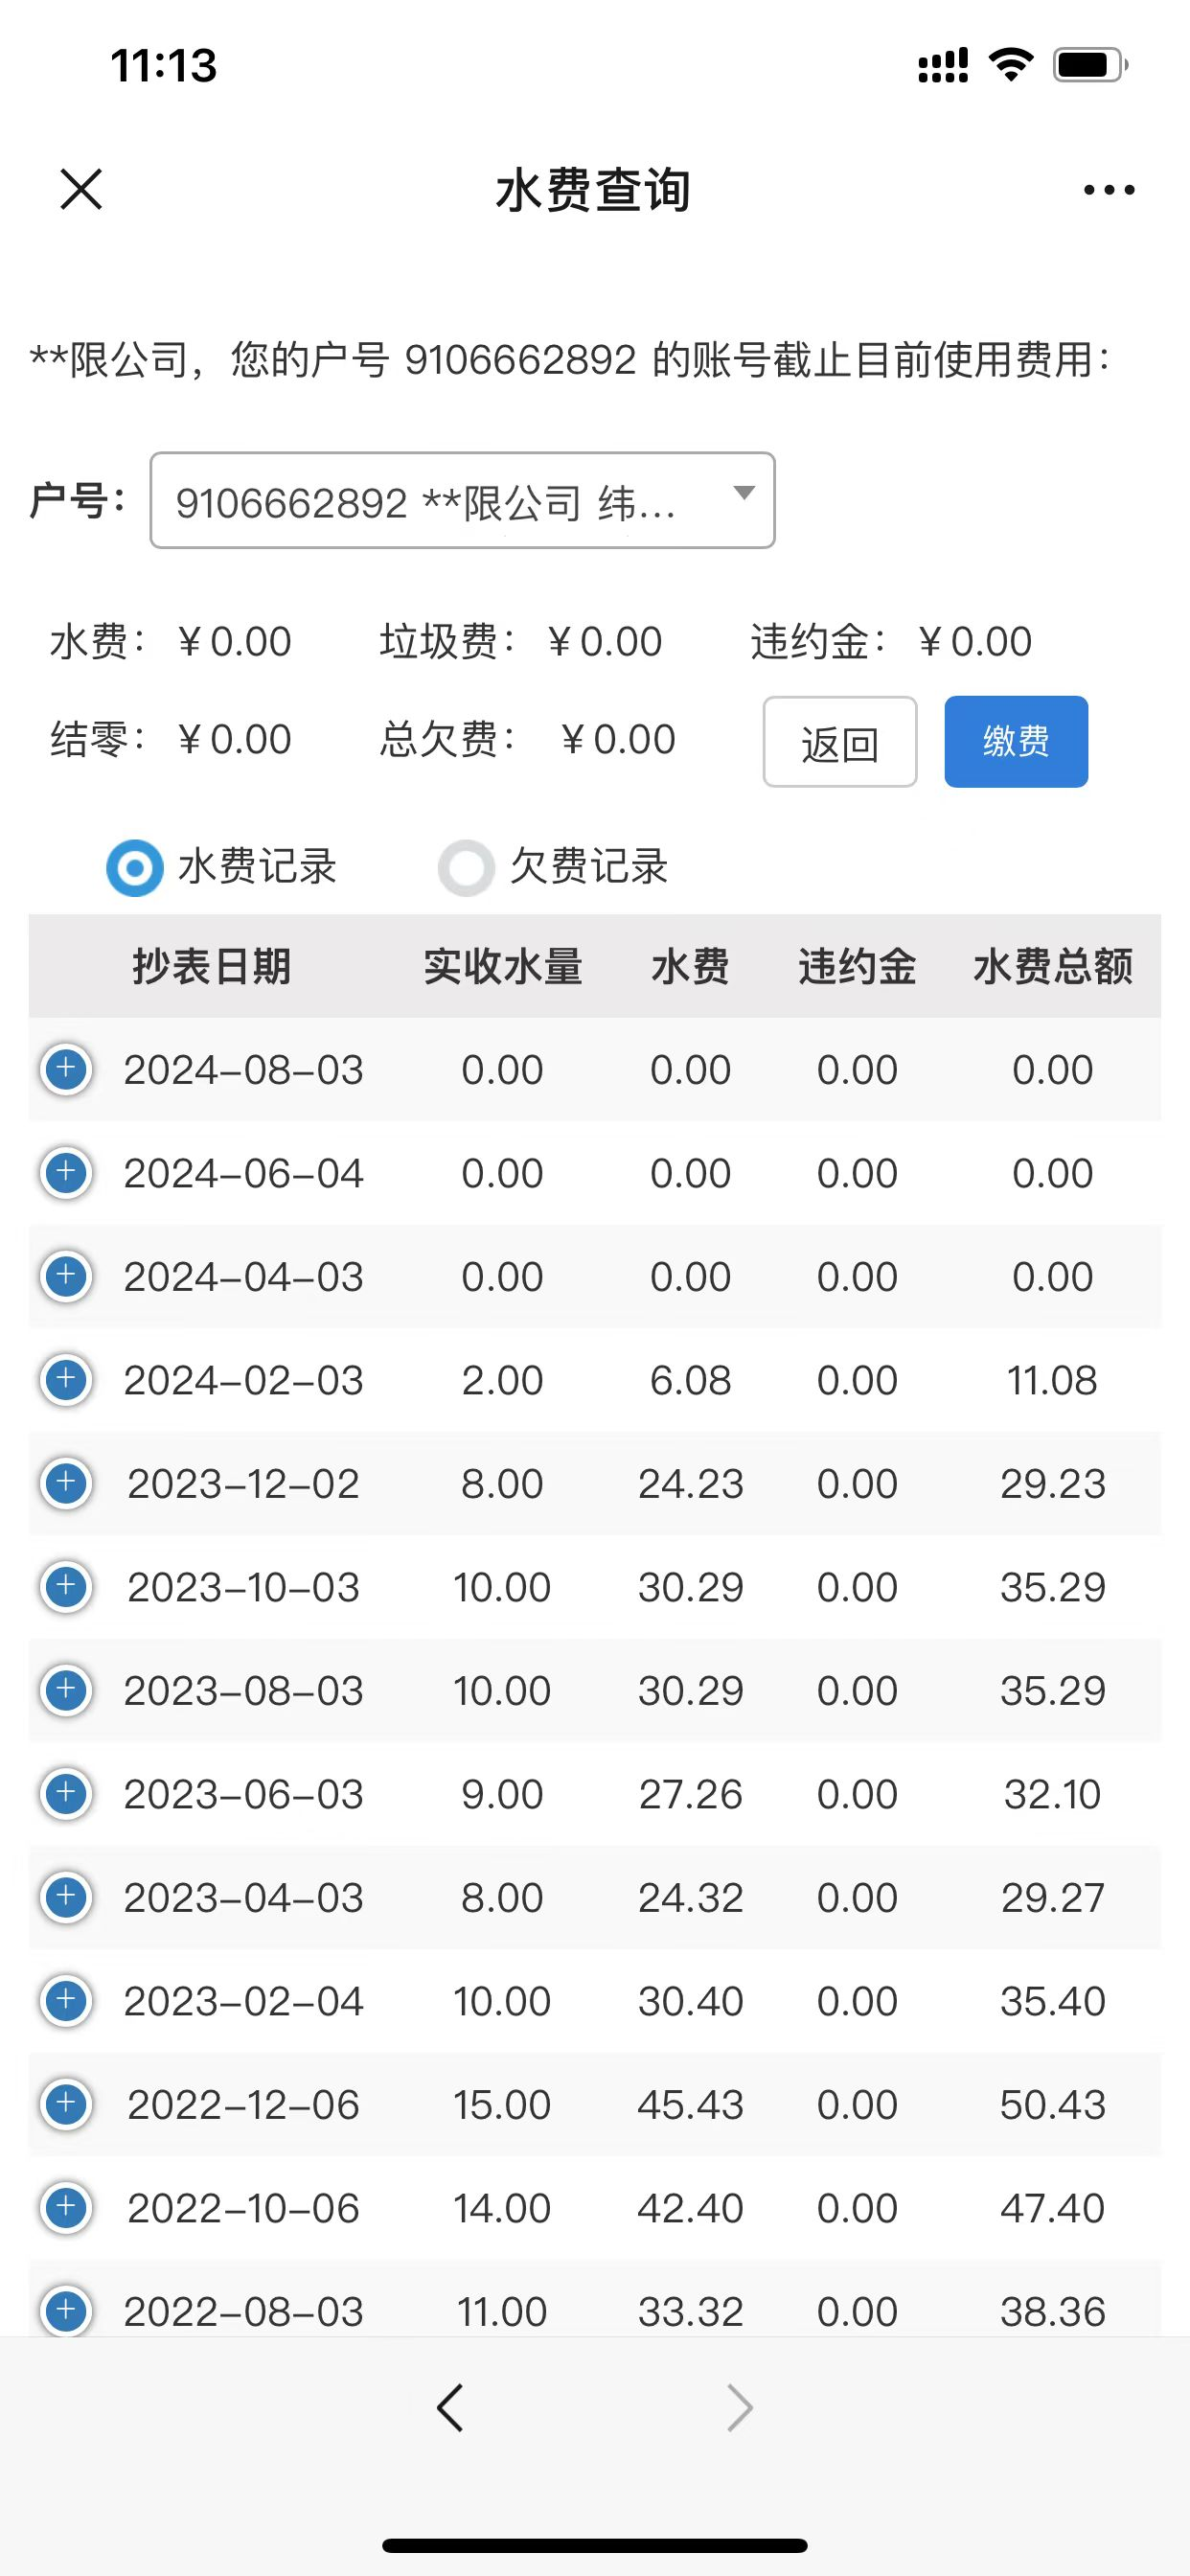 11:13
水费查询
**限公司，您的户号 9106662892 的账号截止目前使用费用：
户号： 9106662892 **限公司 纬...
水费： ￥0.00 垃圾费： ￥0.00 违约金： ￥0.00
结零： ￥0.00 总欠费： ￥0.00 返回 缴费
水费记录 欠费记录
抄表日期 实收水量 水费 违约金 水费总额
2024-08-03 0.00 0.00 0.00 0.00
2024-06-04 0.00 0.00 0.00 0.00
2024-04-03 0.00 0.00 0.00 0.00
2024-02-03 2.00 6.08 0.00 11.08
2023-12-02 8.00 24.23 0.00 29.23
2023-10-03 10.00 30.29 0.00 35.29
2023-08-03 10.00 30.29 0.00 35.29
2023-06-03 9.00 27.26 0.00 32.10
2023-04-03 8.00 24.32 0.00 29.27
2023-02-04 10.00 30.40 0.00 35.40
2022-12-06 15.00 45.43 0.00 50.43
2022-10-06 14.00 42.40 0.00 47.40
2022-08-03 11.00 33.32 0.00 38.36